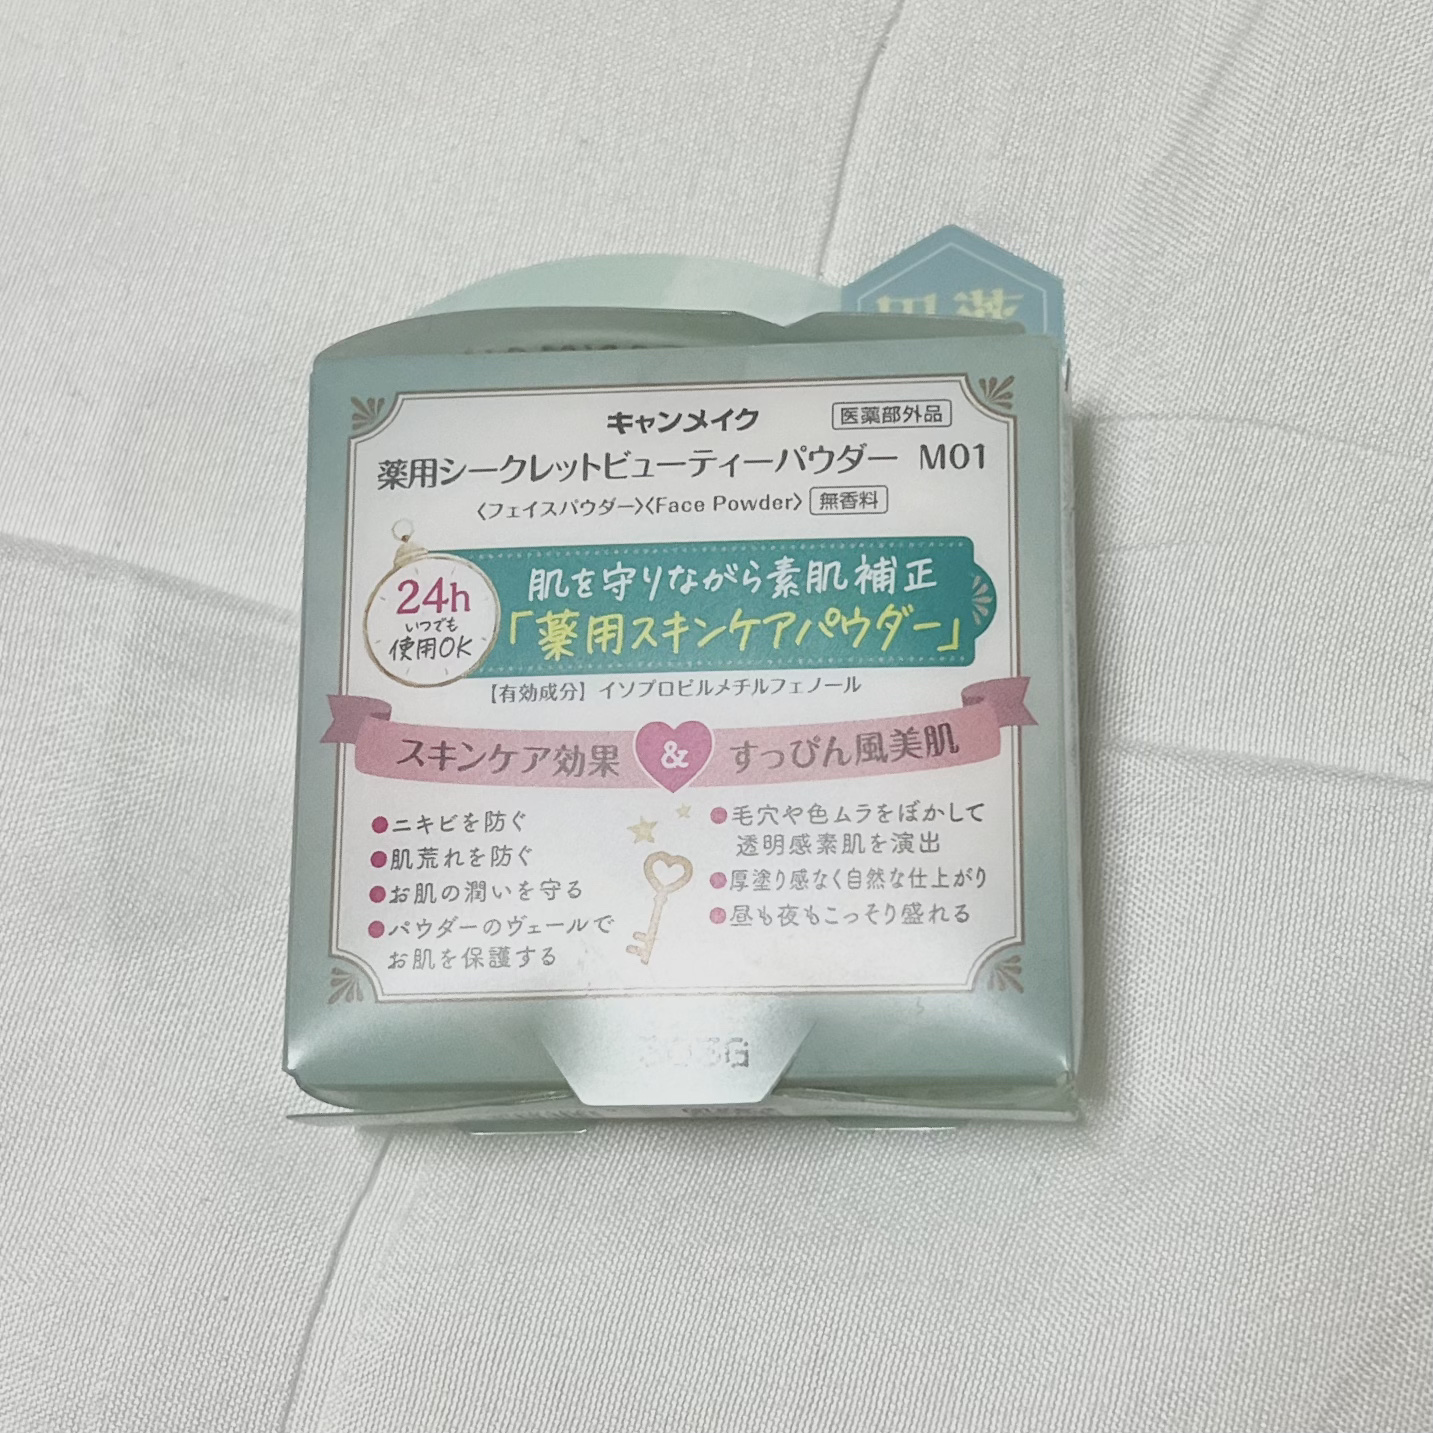 キャンメイク 医薬部外品
薬用シークレットビューティーパウダー M01
〈フェイスパウダー〉〈Face Powder〉 無香料
24h
いつでも
使用OK
肌を守りながら素肌補正
「薬用スキンケアパウダー」
【有効成分】イソプロピルメチルフェノール
スキンケア効果 & すっぴん風美肌
●ニキビを防ぐ
●肌荒れを防ぐ
●お肌の潤いを守る
●パウダーのヴェールで
お肌を保護する
●毛穴や色ムラをぼかして
透明感素肌を演出
●厚塗り感なく自然な仕上がり
●昼も夜もこっそり盛れる